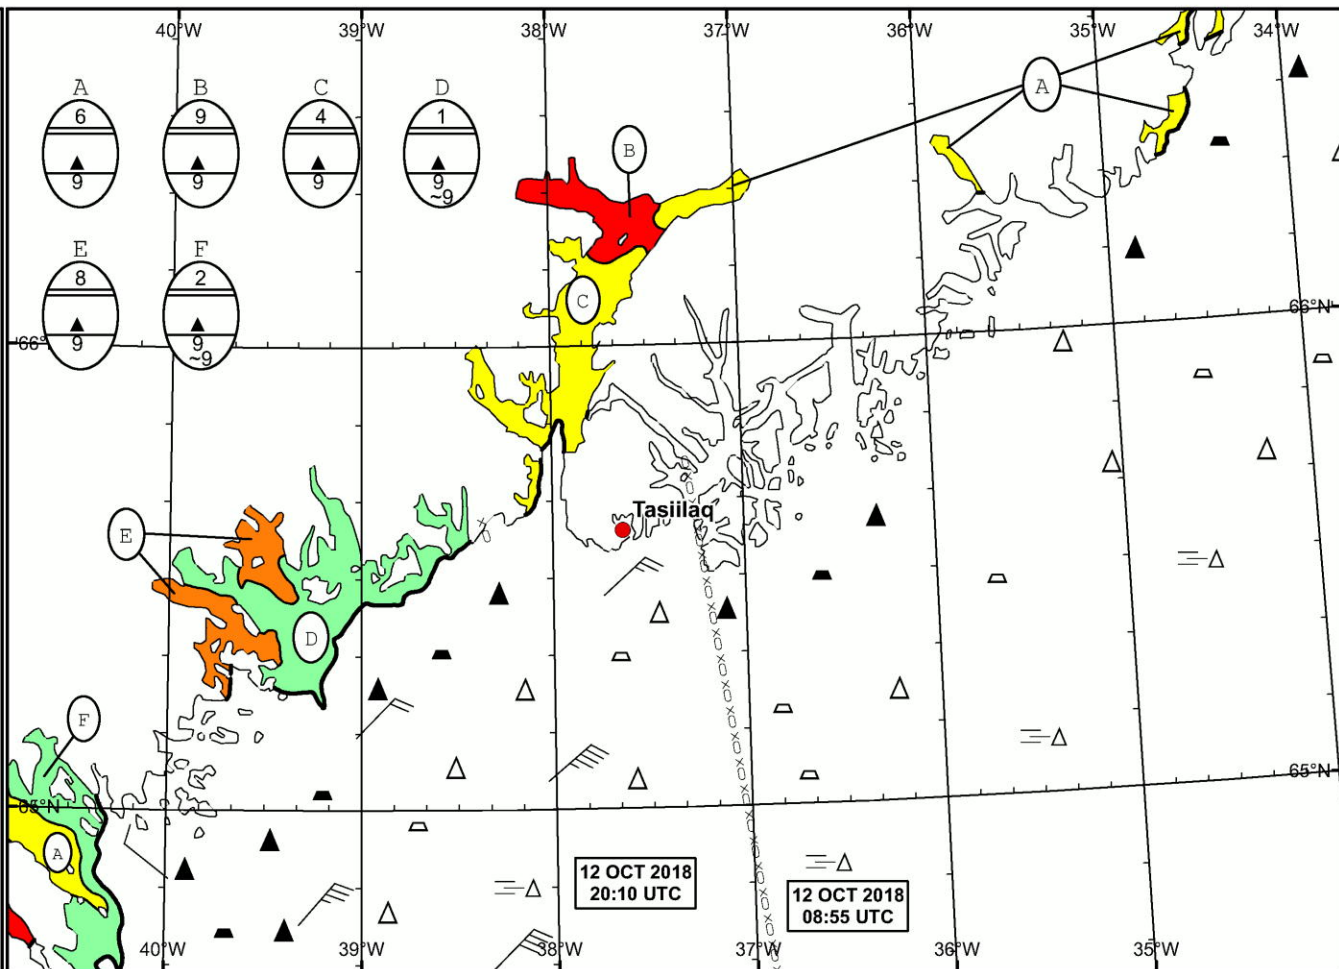 40°W 39°W 38°W 37°W 36°W 35°W 34°W
A B C D
6 9 4 1
9 9 9 9
~9
E F
8 2
9 9
~9
A
B
C
66°N
66°
Tasiilaq
E
D
F
65°N
65°N
A
12 OCT 2018
20:10 UTC
12 OCT 2018
08:55 UTC
40°W 39°W 38°W 37°W 36°W 35°W